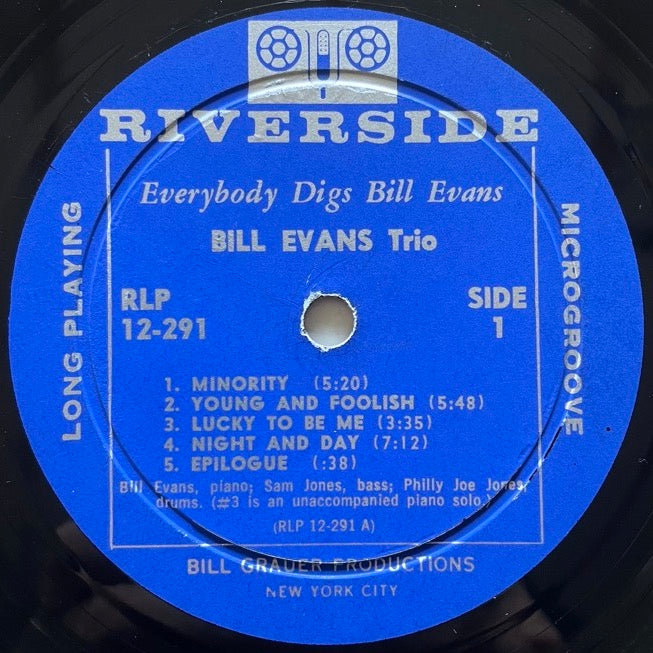 RIVERSIDE
Everybody Digs Bill Evans
BILL EVANS Trio
RLP
12-291
SIDE
1
LONG PLAYING
MICROGROOVE
1. MINORITY (5:20)
2. YOUNG AND FOOLISH (5:48)
3. LUCKY TO BE ME (3:35)
4. NIGHT AND DAY (7:12)
5. EPILOGUE (:38)
Bill Evans, piano; Sam Jones, bass; Philly Joe Jones,
drums. (#3 is an unaccompanied piano solo.)
(RLP 12-291 A)
BILL GRAUER PRODUCTIONS
NEW YORK CITY